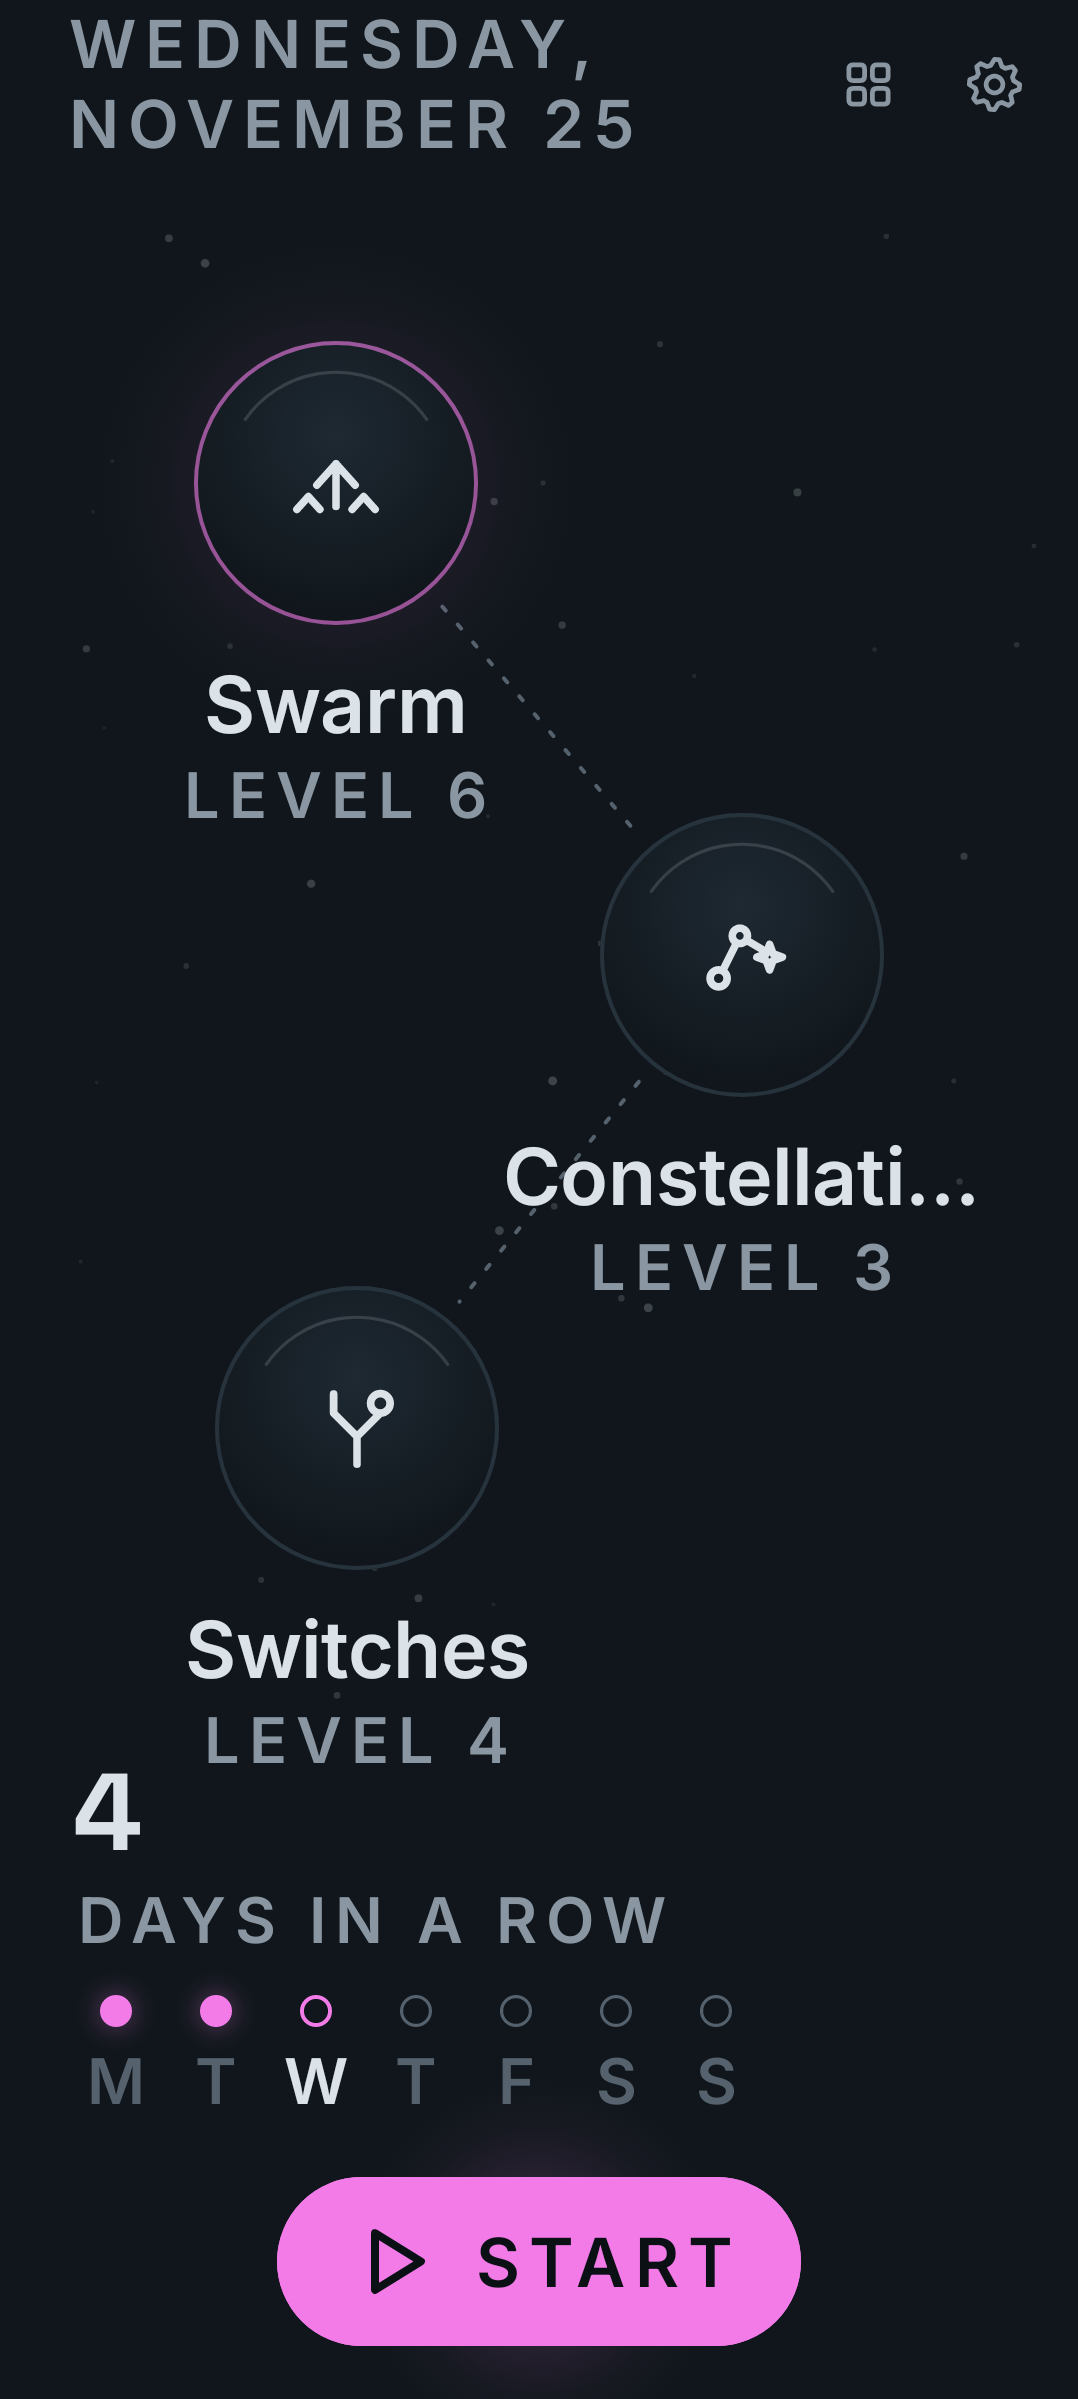 WEDNESDAY,
NOVEMBER 25
Swarm
LEVEL 6
Constellati...
LEVEL 3
Switches
LEVEL 4
4
DAYS IN A ROW
M T W T F S S
START